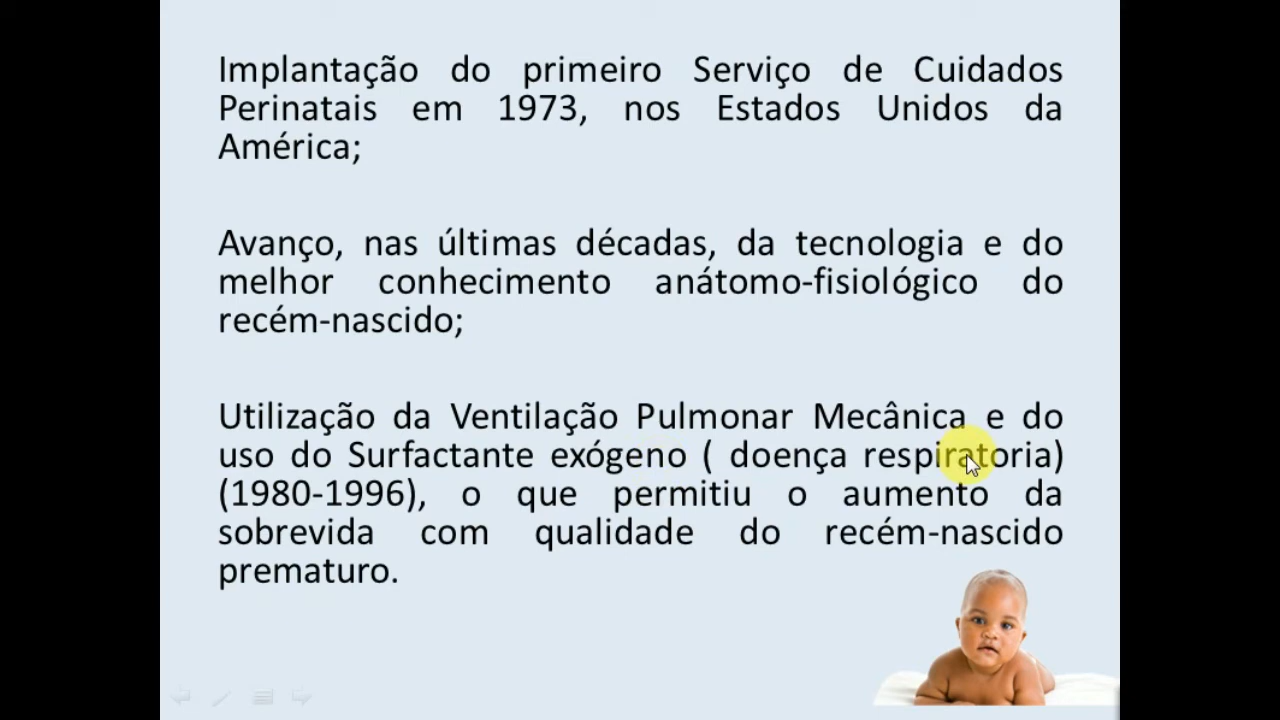 Implantação do primeiro Serviço de Cuidados
Perinatais em 1973, nos Estados Unidos da
América;
Avanço, nas últimas décadas, da tecnologia e do
melhor conhecimento anátomo-fisiológico do
recém-nascido;
Utilização da Ventilação Pulmonar Mecânica e do
uso do Surfactante exógeno ( doença respiratoria)
(1980-1996), o que permitiu o aumento da
sobrevida com qualidade do recém-nascido
prematuro.